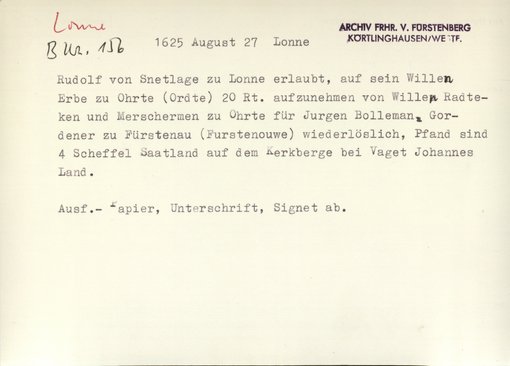 Lonne
B Nr. 156
1625 August 27 Lonne
ARCHIV FRHR. V. FÜRSTENBERG
KÖRTLINGHAUSEN/WESTF.
Rudolf von Snetlage zu Lonne erlaubt, auf sein Willen
Erbe zu Ohrte (Ordte) 20 Rt. aufzunehmen von Willen Radte-
ken und Merschermen zu Ohrte für Jurgen Bolleman, Gor-
dener zu Fürstenau (Furstenouwe) wiederlöslich, Pfand sind
4 Scheffel Saatland auf dem Kerkberge bei Vaget Johannes
Land.
Ausf.- Papier, Unterschrift, Signet ab.